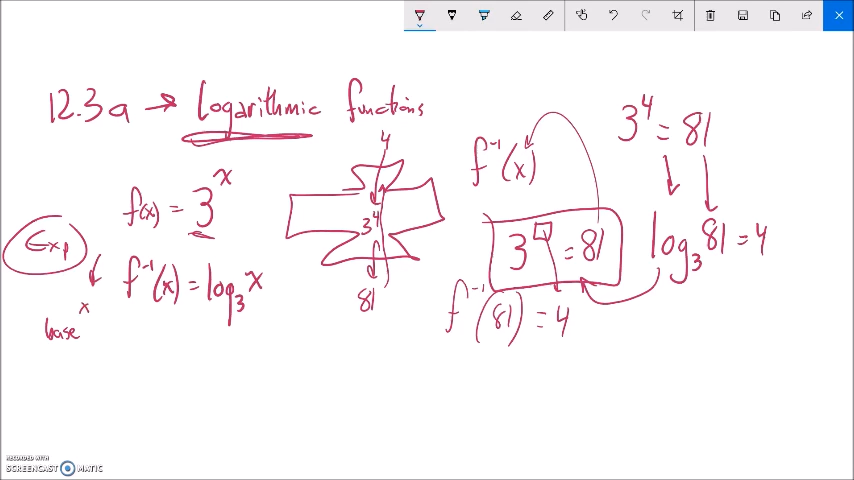 12.3a → Logarithmic functions
f(x) = 3^x
Exp
f⁻¹(x) = log₃x
base^x
4
3⁴
81
f⁻¹(x)
3^□ = 81
f⁻¹(81) = 4
3⁴ = 81
log₃81 = 4
RECORDED WITH
SCREENCAST MATIC